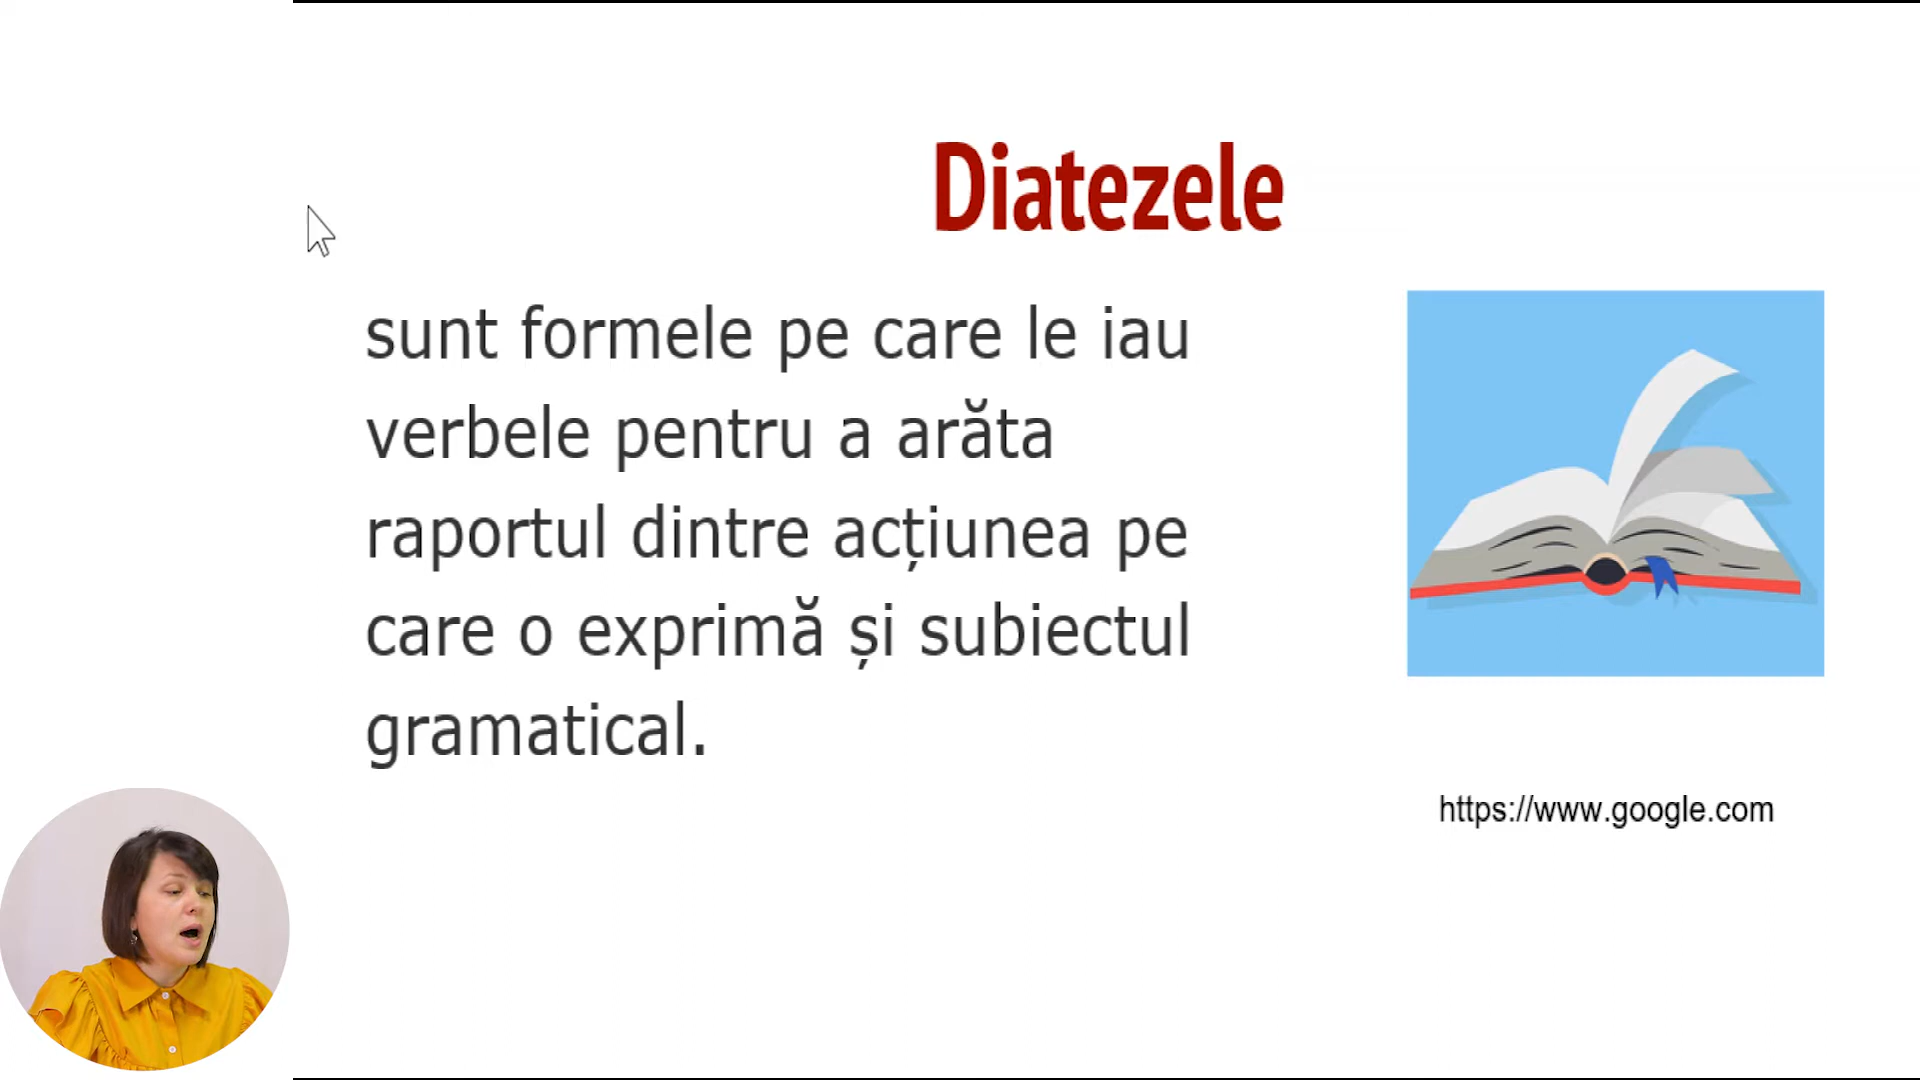 Diatezele
sunt formele pe care le iau
verbele pentru a arăta
raportul dintre acțiunea pe
care o exprimă și subiectul
gramatical.
https://www.google.com